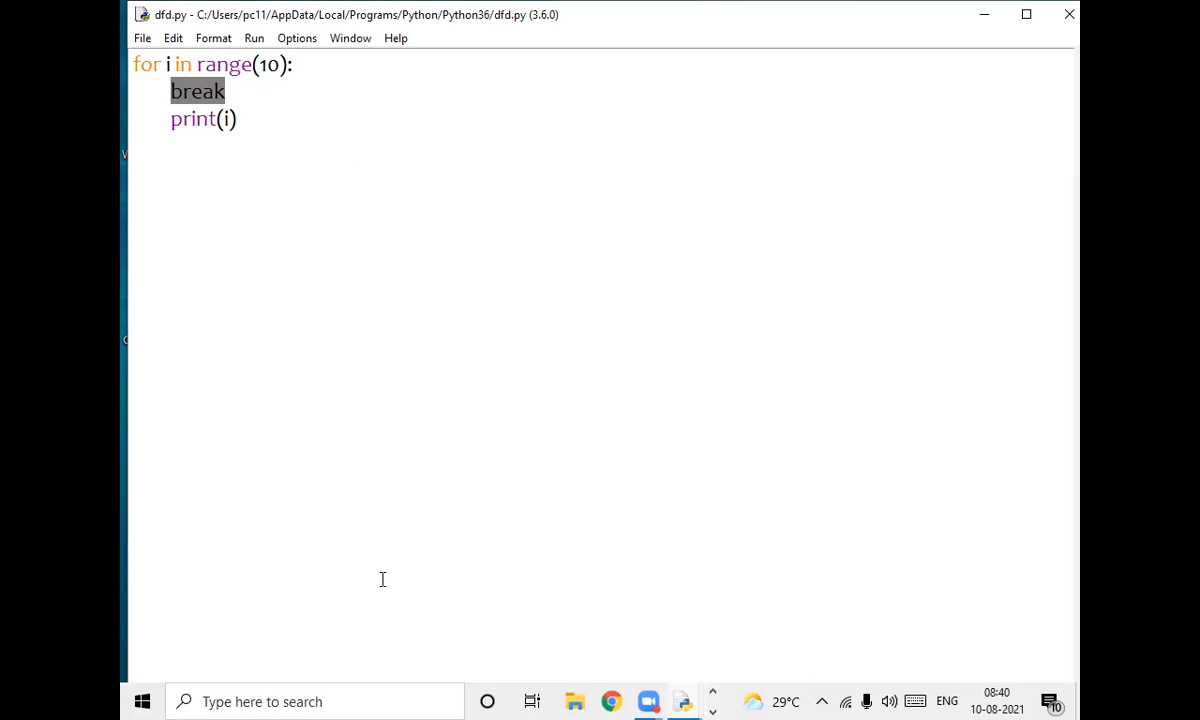 dfd.py - C:/Users/pc11/AppData/Local/Programs/Python/Python36/dfd.py (3.6.0)
File Edit Format Run Options Window Help
for i in range(10):
break
print(i)
Type here to search
29°C
ENG
08:40
10-08-2021
10